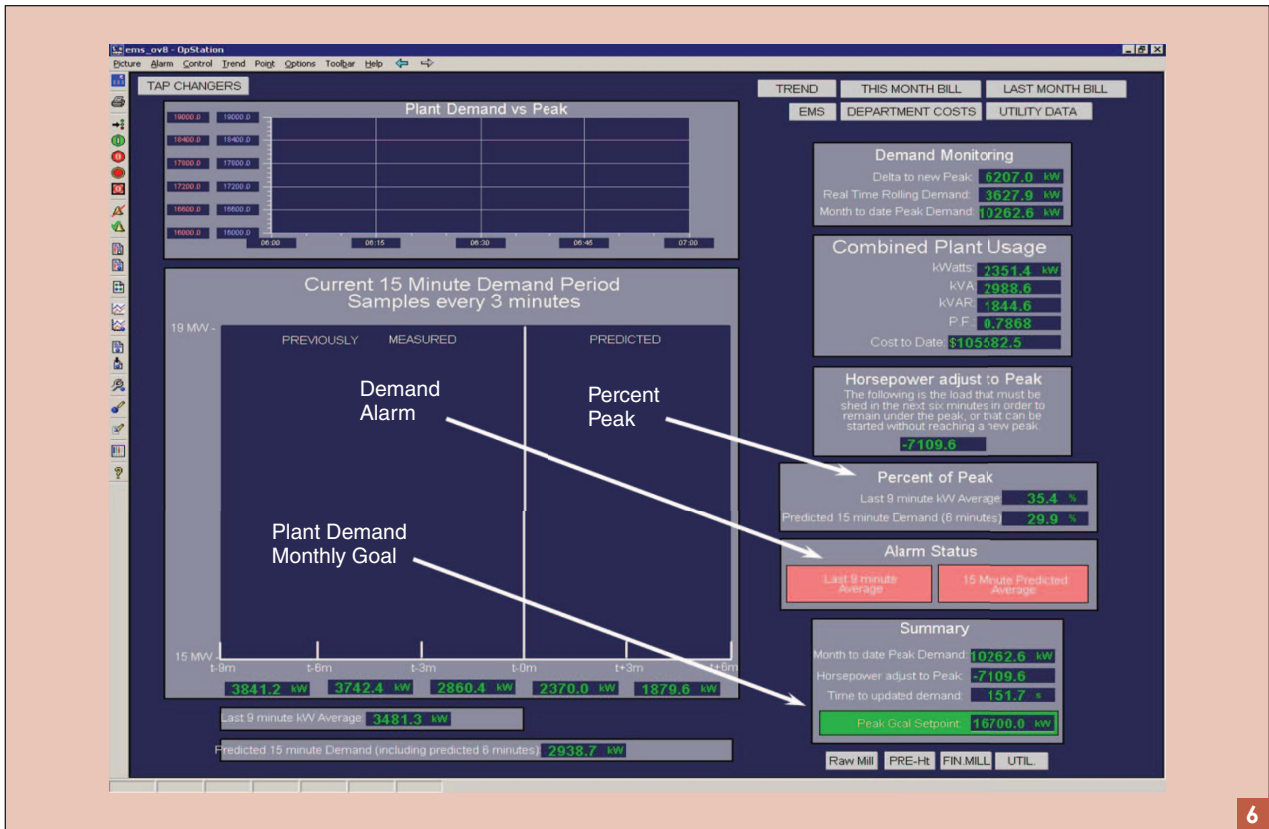 ems_ov8 - OpStation
Picture Alarm Control Trend Point Options Toolbar Help
TAP CHANGERS
TREND THIS MONTH BILL LAST MONTH BILL
EMS DEPARTMENT COSTS UTILITY DATA
Plant Demand vs Peak
19000.0 19000.0
18400.0 18400.0
17800.0 17800.0
17200.0 17200.0
16600.0 16600.0
16000.0 16000.0
06:00 06:15 06:30 06:45 07:00
Current 15 Minute Demand Period
Samples every 3 minutes
19 MW -
PREVIOUSLY MEASURED PREDICTED
Demand
Alarm
Percent
Peak
Plant Demand
Monthly Goal
15 MW -
t-9m t-6m t-3m t-0m t+3m t+6m
3841.2 kW 3742.4 kW 2860.4 kW 2370.0 kW 1879.6 kW
Last 9 minute kW Average: 3481.3 kW
Predicted 15 minute Demand (including predicted 6 minutes): 2938.7 kW
Demand Monitoring
Delta to new Peak: 6207.0 kW
Real Time Rolling Demand: 3627.9 kW
Month to date Peak Demand: 10262.6 kW
Combined Plant Usage
kWatts: 2351.4 kW
kVA: 2988.6
kVAR: 1844.6
P.F.: 0.7868
Cost to Date: $105582.5
Horsepower adjust to Peak
The following is the load that must be
shed in the next six minutes in order to
remain under the peak, or that can be
started without reaching a new peak.
-7109.6
Percent of Peak
Last 9 minute kW Average: 35.4 %
Predicted 15 minute Demand (6 minutes) 29.9 %
Alarm Status
Last 9 minute
Average
15 Minute Predicted
Average
Summary
Month to date Peak Demand: 10262.6 kW
Horsepower adjust to Peak: -7109.6
Time to updated demand: 151.7 s
Peak Goal Setpoint: 16700.0 kW
Raw Mill PRE-Ht FIN.MILL UTIL.
6